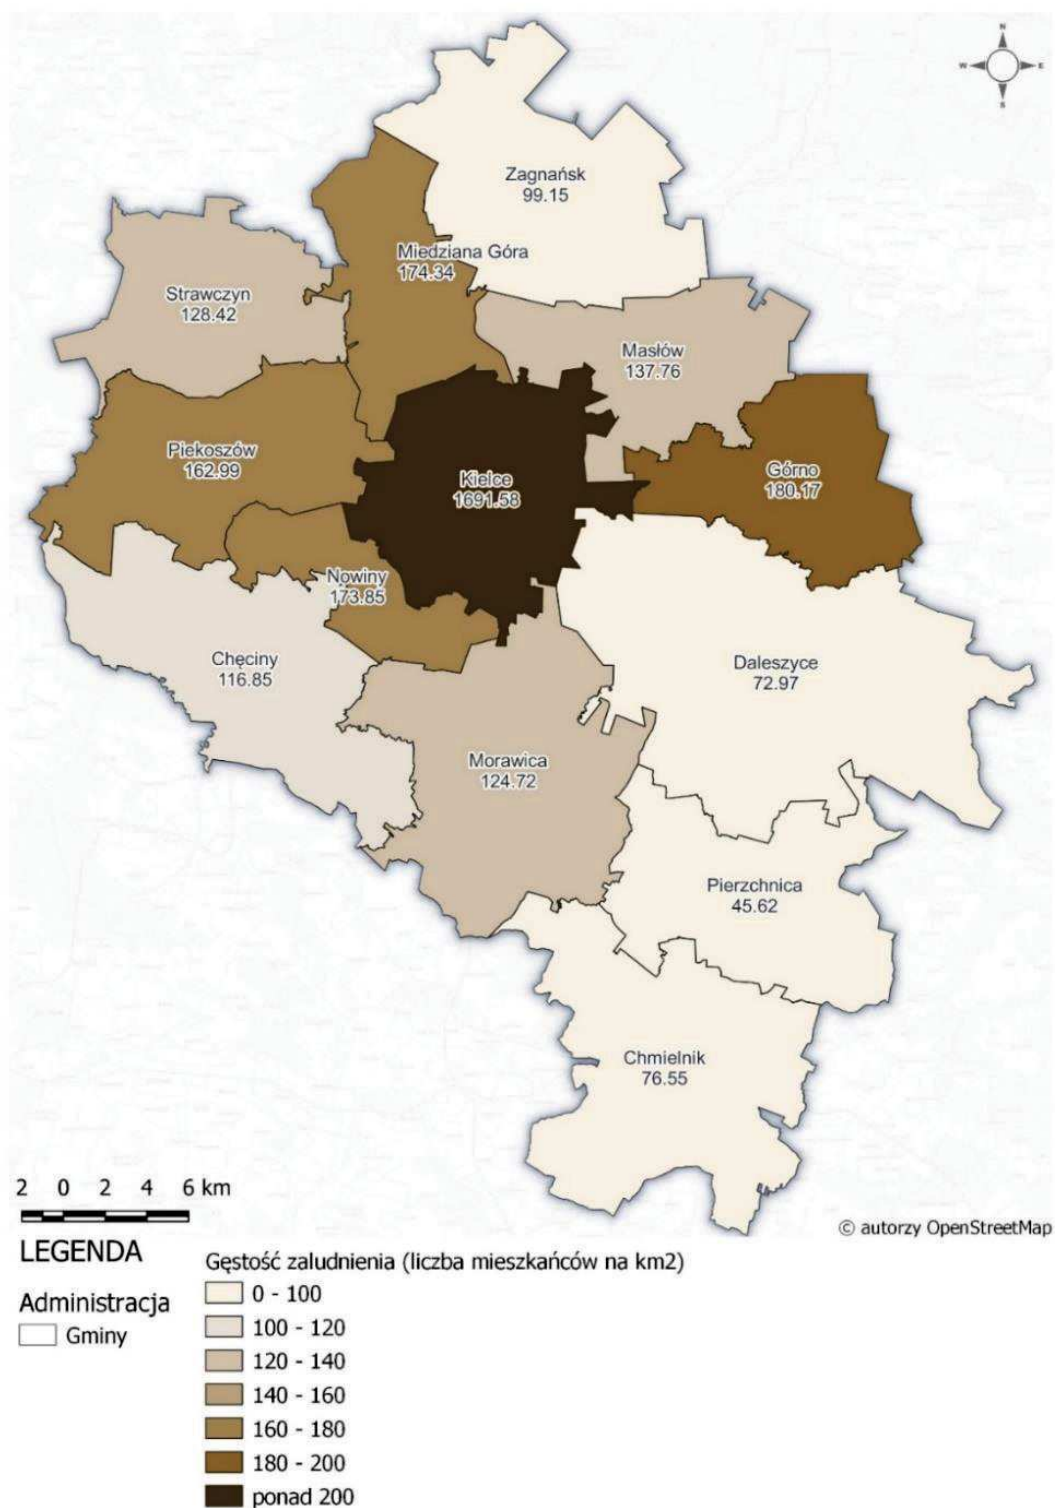 N
W E
S
Zagnańsk
99.15
Miedziana Góra
174.34
Strawczyn
128.42
Masłów
137.76
Piekoszów
162.99
Kielce
1691.58
Górno
180.17
Nowiny
173.85
Chęciny
116.85
Daleszyce
72.97
Morawica
124.72
Pierzchnica
45.62
Chmielnik
76.55
2 0 2 4 6 km
© autorzy OpenStreetMap
LEGENDA
Administracja
Gminy
Gęstość zaludnienia (liczba mieszkańców na km2)
0 - 100
100 - 120
120 - 140
140 - 160
160 - 180
180 - 200
ponad 200